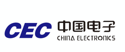 CEC 中国电子
CHINA ELECTRONICS